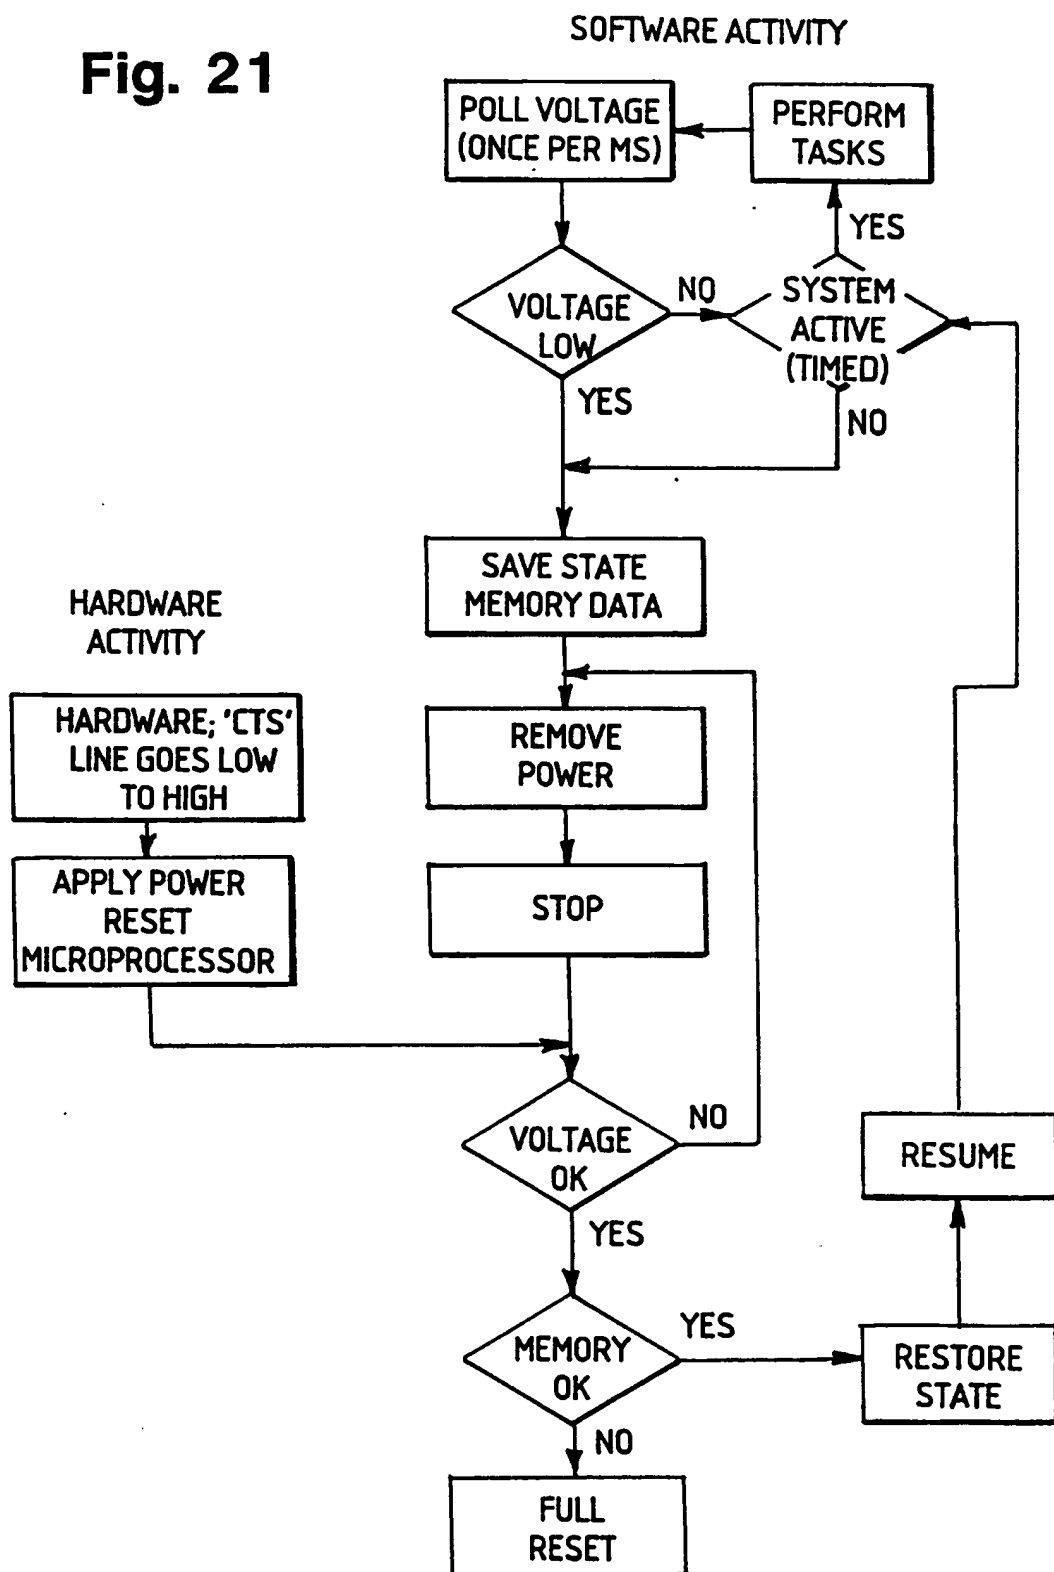 SOFTWARE ACTIVITY
Fig. 21
POLL VOLTAGE
(ONCE PER MS)
PERFORM
TASKS
YES
VOLTAGE
LOW
NO
SYSTEM
ACTIVE
(TIMED)
YES
NO
SAVE STATE
MEMORY DATA
HARDWARE
ACTIVITY
HARDWARE; 'CTS'
LINE GOES LOW
TO HIGH
REMOVE
POWER
APPLY POWER
RESET
MICROPROCESSOR
STOP
VOLTAGE
OK
NO
RESUME
YES
MEMORY
OK
YES
RESTORE
STATE
NO
FULL
RESET